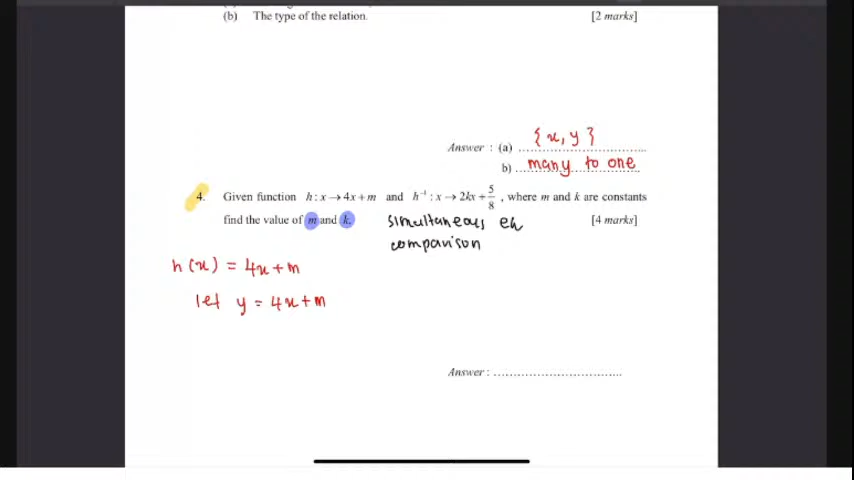 (b) The type of the relation. [2 marks]
Answer : (a) {x, y}
b) many to one
4. Given function h : x → 4x + m and h⁻¹ : x → 2kx + 5/8 , where m and k are constants
find the value of m and k. [4 marks]
simultaneous en
comparison
h(x) = 4x + m
let y = 4x + m
Answer : ....................................